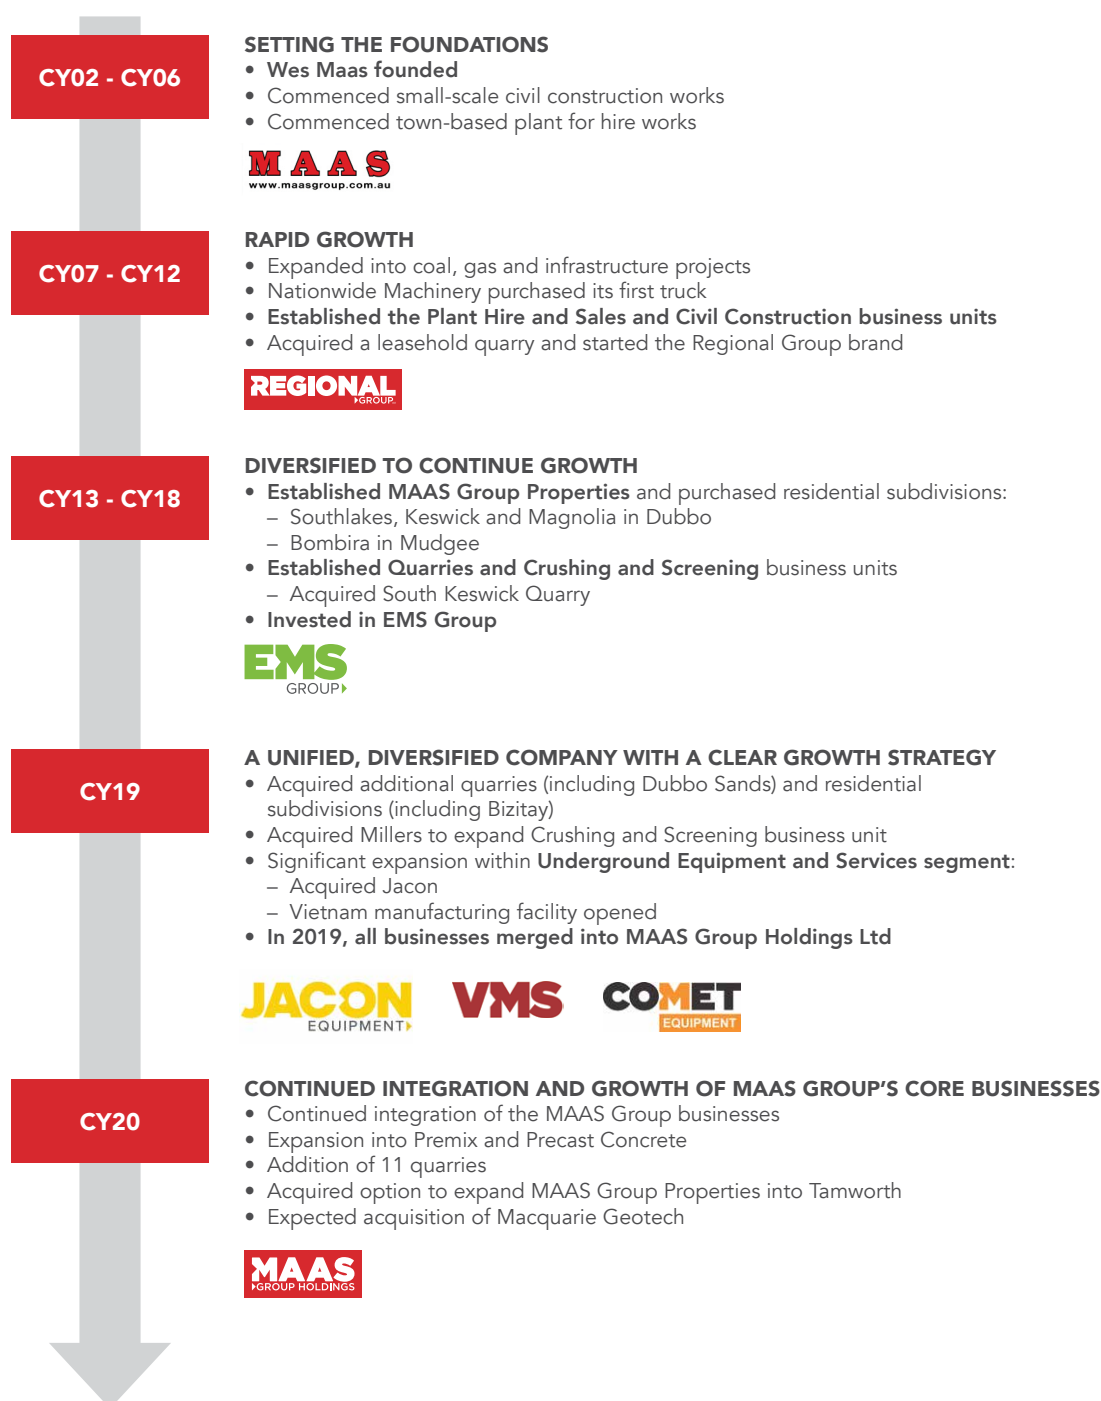 CY02 - CY06
SETTING THE FOUNDATIONS
• Wes Maas founded
• Commenced small-scale civil construction works
• Commenced town-based plant for hire works
MAAS
www.maasgroup.com.au
CY07 - CY12
RAPID GROWTH
• Expanded into coal, gas and infrastructure projects
• Nationwide Machinery purchased its first truck
• Established the Plant Hire and Sales and Civil Construction business units
• Acquired a leasehold quarry and started the Regional Group brand
REGIONAL
GROUP
CY13 - CY18
DIVERSIFIED TO CONTINUE GROWTH
• Established MAAS Group Properties and purchased residential subdivisions:
– Southlakes, Keswick and Magnolia in Dubbo
– Bombira in Mudgee
• Established Quarries and Crushing and Screening business units
– Acquired South Keswick Quarry
• Invested in EMS Group
EMS
GROUP
CY19
A UNIFIED, DIVERSIFIED COMPANY WITH A CLEAR GROWTH STRATEGY
• Acquired additional quarries (including Dubbo Sands) and residential
subdivisions (including Bizitay)
• Acquired Millers to expand Crushing and Screening business unit
• Significant expansion within Underground Equipment and Services segment:
– Acquired Jacon
– Vietnam manufacturing facility opened
• In 2019, all businesses merged into MAAS Group Holdings Ltd
JACON
EQUIPMENT
VMS
COMET
EQUIPMENT
CY20
CONTINUED INTEGRATION AND GROWTH OF MAAS GROUP’S CORE BUSINESSES
• Continued integration of the MAAS Group businesses
• Expansion into Premix and Precast Concrete
• Addition of 11 quarries
• Acquired option to expand MAAS Group Properties into Tamworth
• Expected acquisition of Macquarie Geotech
MAAS
GROUP HOLDINGS